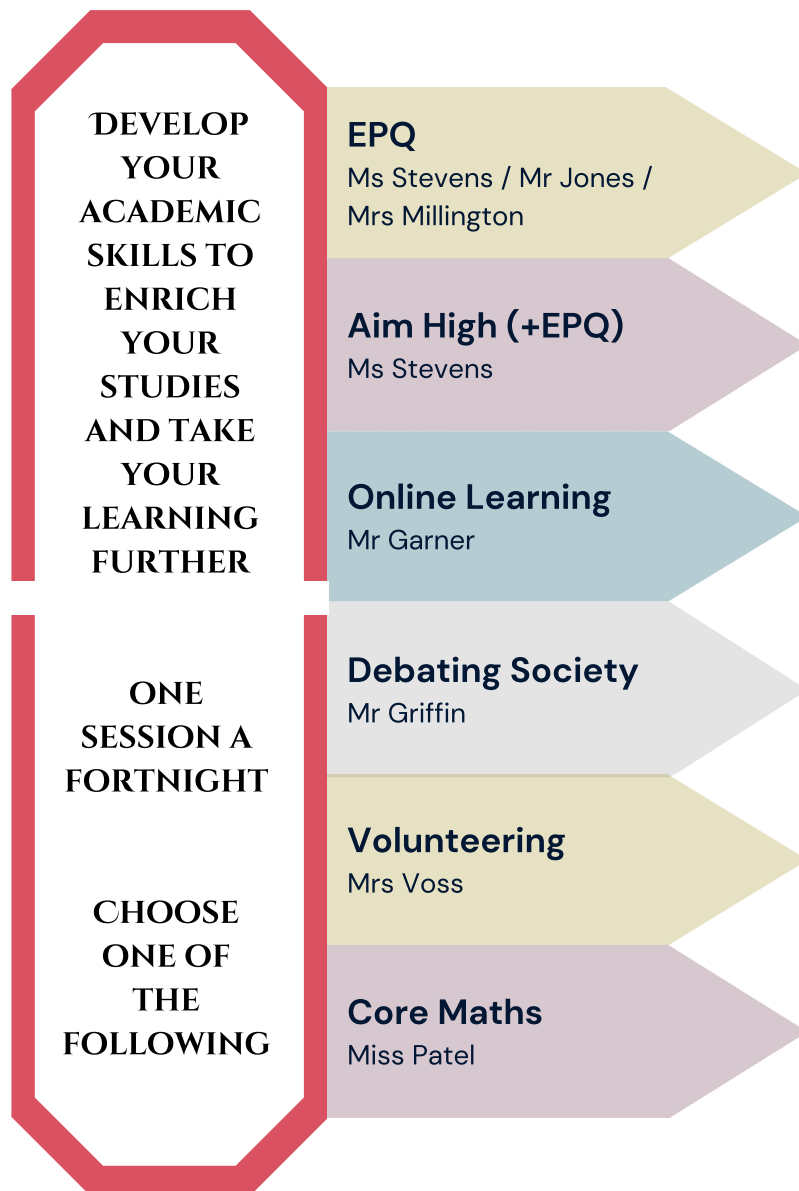 Develop
your
academic
skills to
enrich
your
studies
and take
your
learning
further
one
session a
fortnight
Choose
one of
the
following
EPQ
Ms Stevens / Mr Jones /
Mrs Millington
Aim High (+EPQ)
Ms Stevens
Online Learning
Mr Garner
Debating Society
Mr Griffin
Volunteering
Mrs Voss
Core Maths
Miss Patel